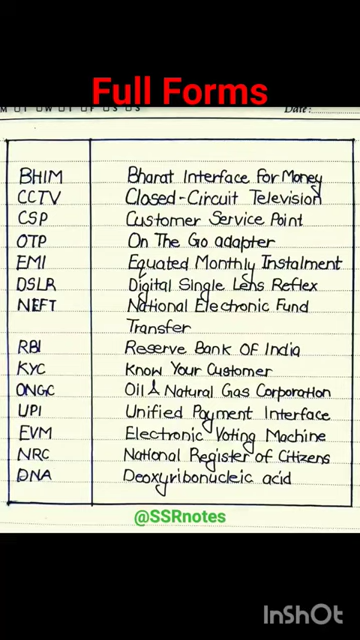 Full Forms
Date:
BHIM Bharat Interface For Money
CCTV Closed-Circuit Television
CSP Customer Service Point
OTP On The Go adapter
EMI Equated Monthly Instalment
DSLR Digital Single Lens Reflex
NEFT National Electronic Fund
Transfer
RBI Reserve Bank Of India
KYC Know Your Customer
ONGC Oil & Natural Gas Corporation
UPI Unified Payment Interface
EVM Electronic Voting Machine
NRC National Register of Citizens
DNA Deoxyribonucleic acid
@SSRnotes
InShOt